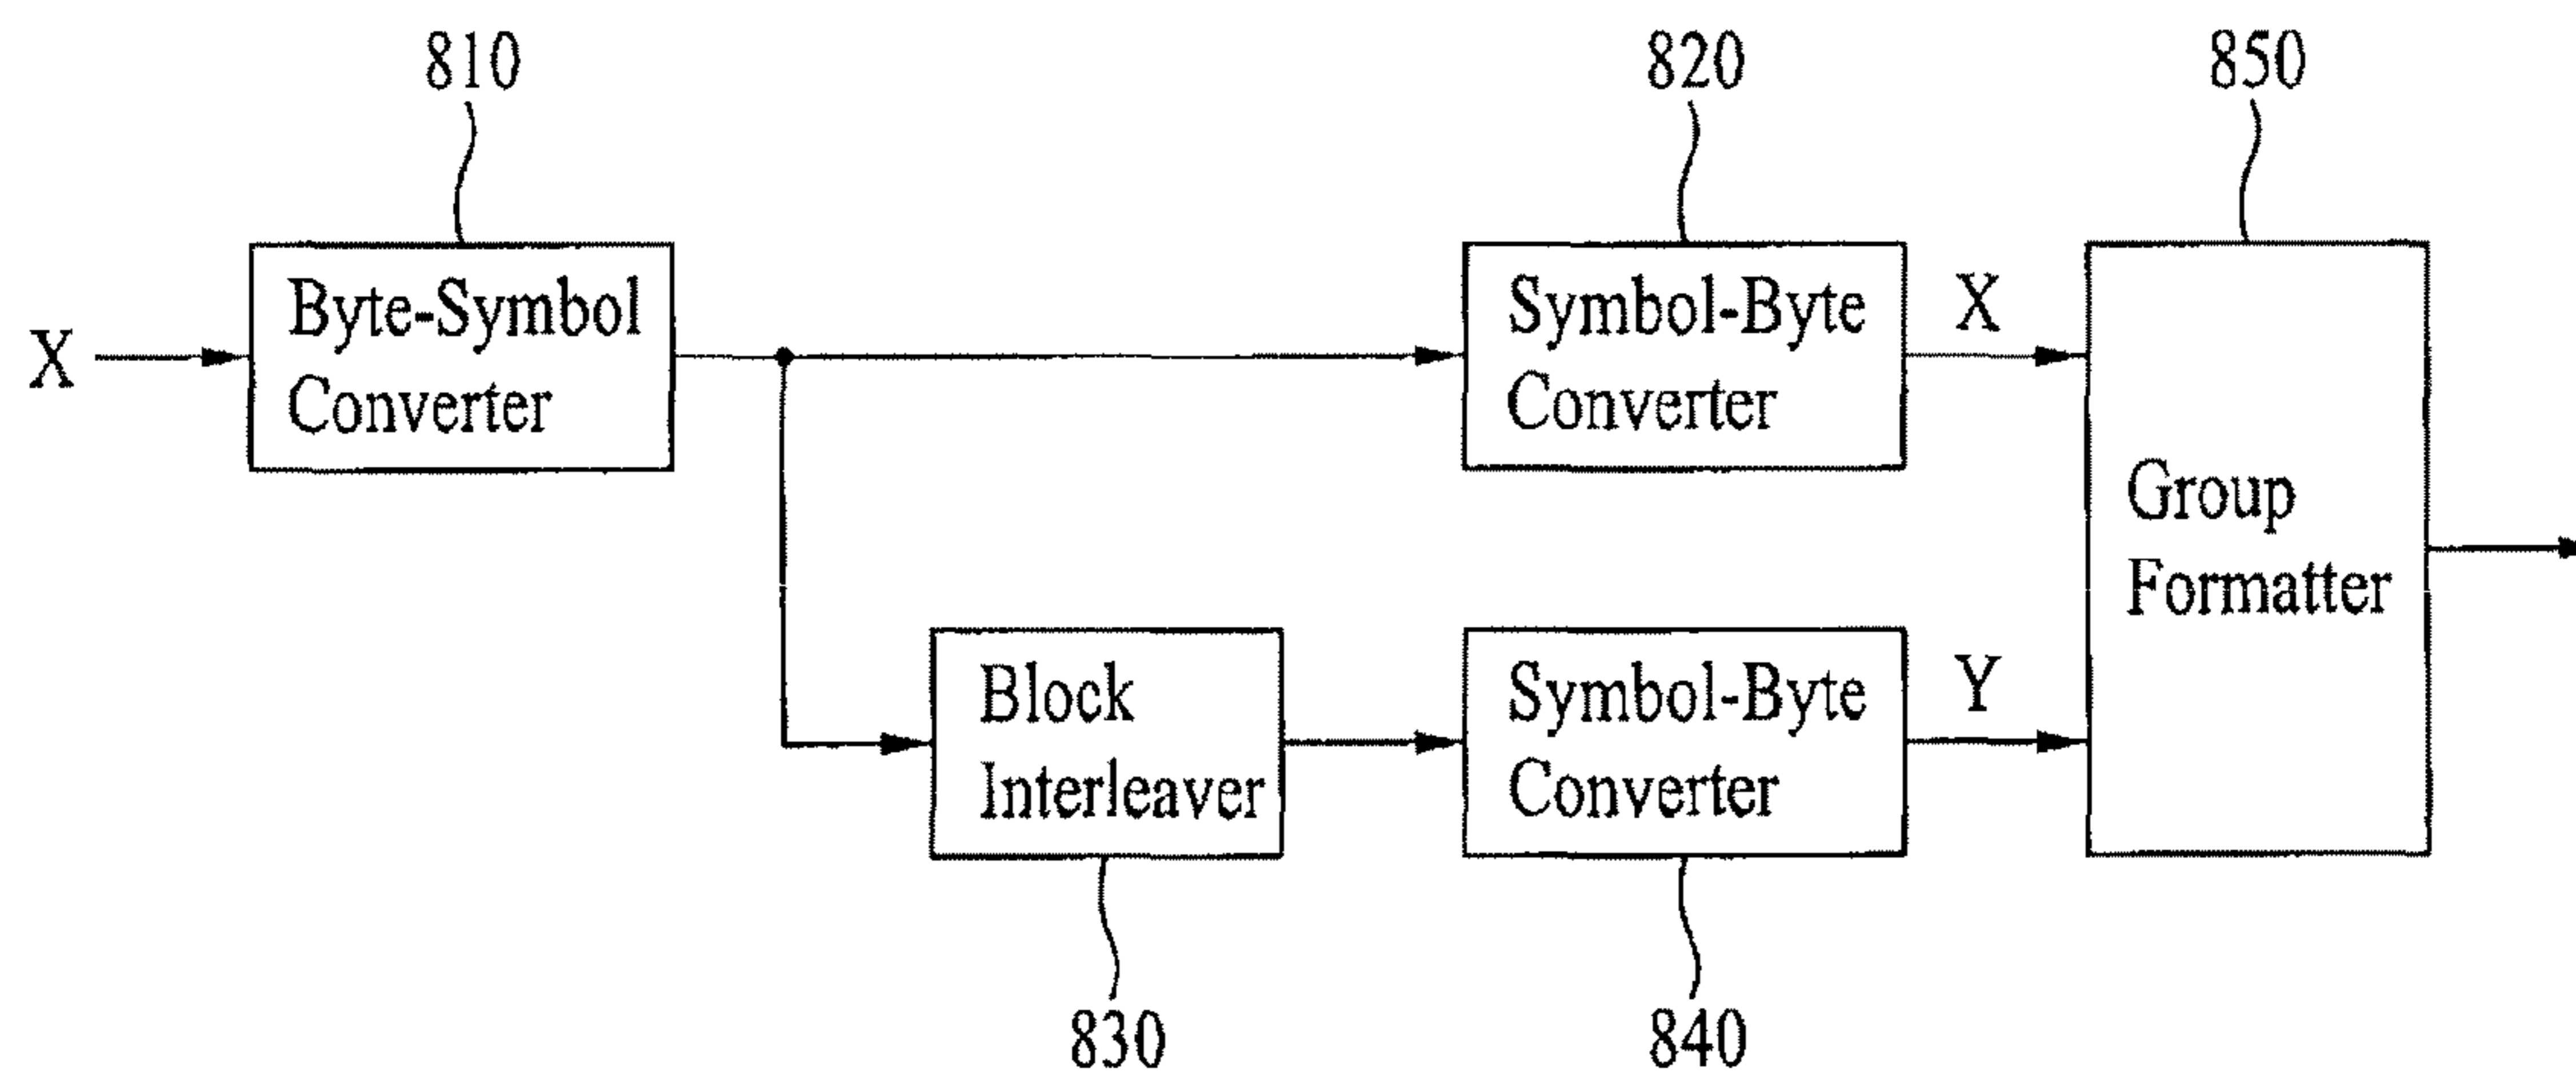 810
820
850
X
Byte-Symbol
Converter
Symbol-Byte
Converter
X
Group
Formatter
Block
Interleaver
Symbol-Byte
Converter
Y
830
840